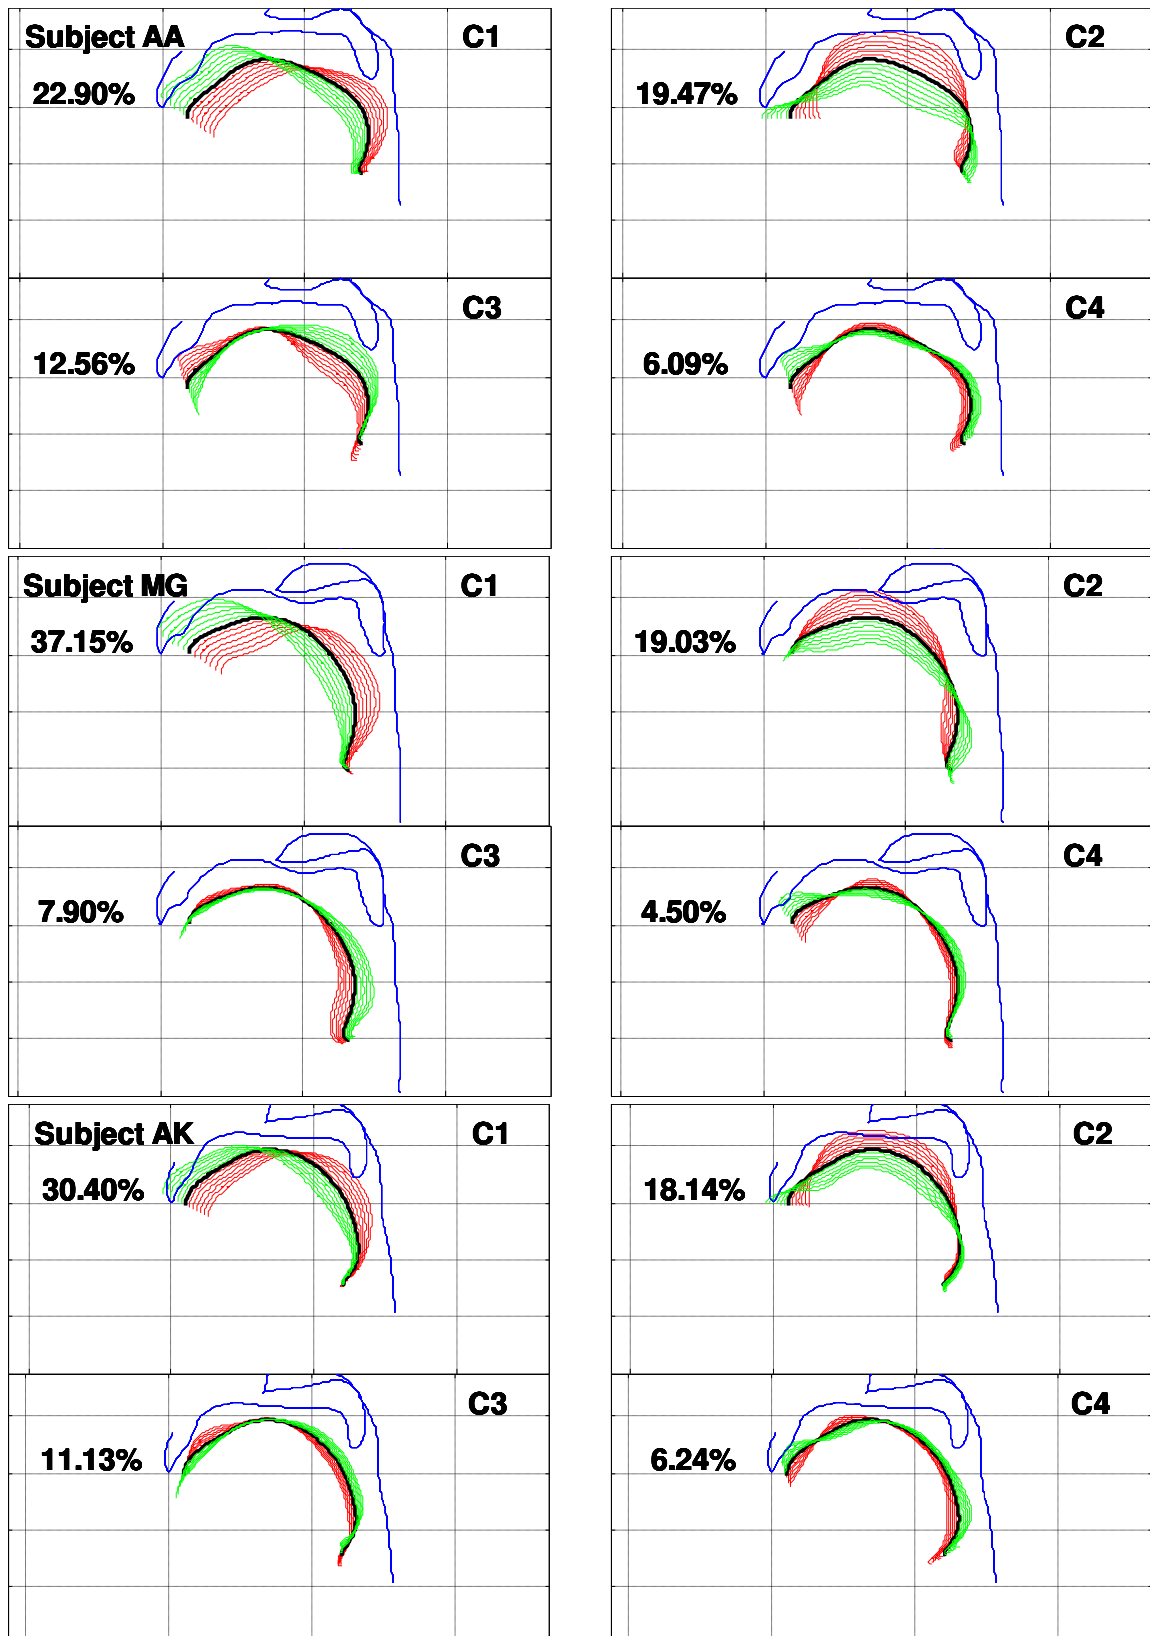 Subject AA C1 C2
22.90% 19.47%
C3 C4
12.56% 6.09%
Subject MG C1 C2
37.15% 19.03%
C3 C4
7.90% 4.50%
Subject AK C1 C2
30.40% 18.14%
C3 C4
11.13% 6.24%